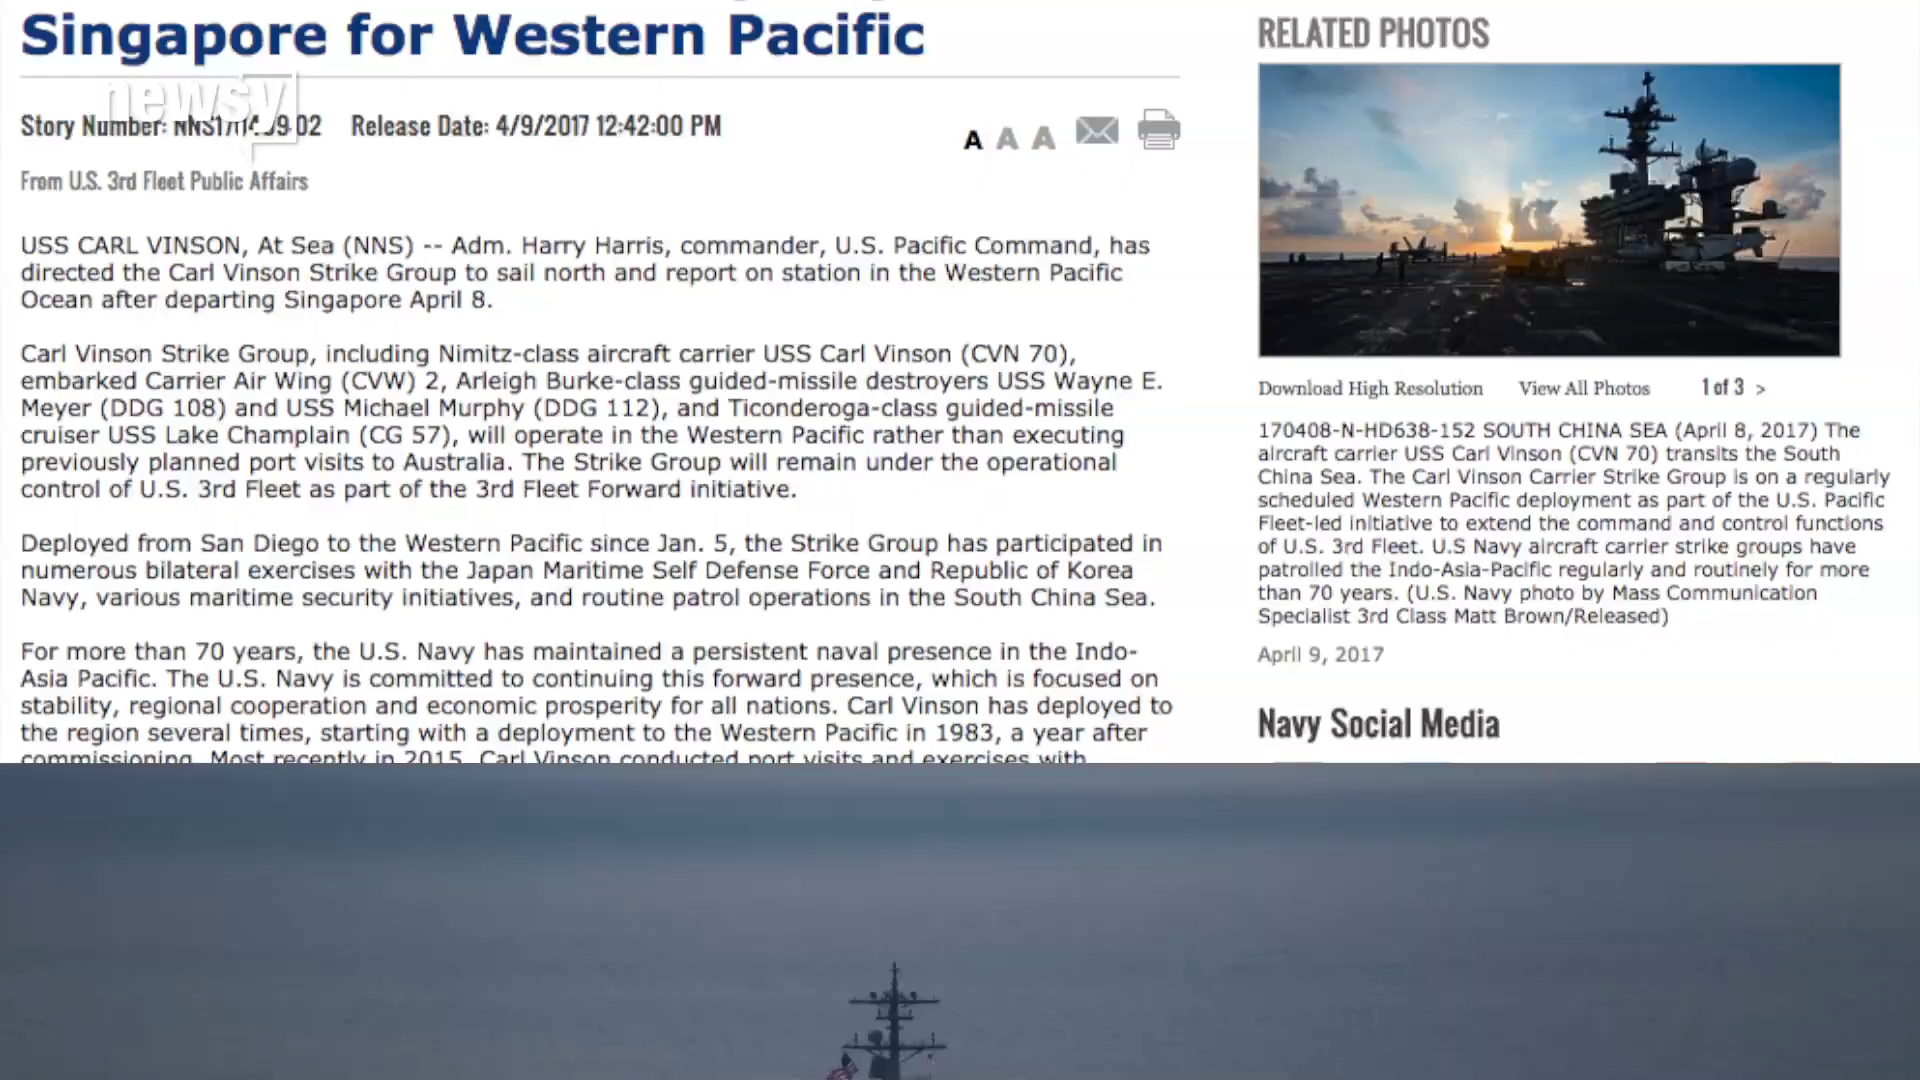 Singapore for Western Pacific
newsy
Story Number: 02 Release Date: 4/9/2017 12:42:00 PM
A A A
From U.S. 3rd Fleet Public Affairs
USS CARL VINSON, At Sea (NNS) -- Adm. Harry Harris, commander, U.S. Pacific Command, has
directed the Carl Vinson Strike Group to sail north and report on station in the Western Pacific
Ocean after departing Singapore April 8.
Carl Vinson Strike Group, including Nimitz-class aircraft carrier USS Carl Vinson (CVN 70),
embarked Carrier Air Wing (CVW) 2, Arleigh Burke-class guided-missile destroyers USS Wayne E.
Meyer (DDG 108) and USS Michael Murphy (DDG 112), and Ticonderoga-class guided-missile
cruiser USS Lake Champlain (CG 57), will operate in the Western Pacific rather than executing
previously planned port visits to Australia. The Strike Group will remain under the operational
control of U.S. 3rd Fleet as part of the 3rd Fleet Forward initiative.
Deployed from San Diego to the Western Pacific since Jan. 5, the Strike Group has participated in
numerous bilateral exercises with the Japan Maritime Self Defense Force and Republic of Korea
Navy, various maritime security initiatives, and routine patrol operations in the South China Sea.
For more than 70 years, the U.S. Navy has maintained a persistent naval presence in the Indo-
Asia Pacific. The U.S. Navy is committed to continuing this forward presence, which is focused on
stability, regional cooperation and economic prosperity for all nations. Carl Vinson has deployed to
the region several times, starting with a deployment to the Western Pacific in 1983, a year after
commissioning. Most recently in 2015, Carl Vinson conducted port visits and exercises with
RELATED PHOTOS
Download High Resolution View All Photos 1 of 3 >
170408-N-HD638-152 SOUTH CHINA SEA (April 8, 2017) The
aircraft carrier USS Carl Vinson (CVN 70) transits the South
China Sea. The Carl Vinson Carrier Strike Group is on a regularly
scheduled Western Pacific deployment as part of the U.S. Pacific
Fleet-led initiative to extend the command and control functions
of U.S. 3rd Fleet. U.S Navy aircraft carrier strike groups have
patrolled the Indo-Asia-Pacific regularly and routinely for more
than 70 years. (U.S. Navy photo by Mass Communication
Specialist 3rd Class Matt Brown/Released)
April 9, 2017
Navy Social Media